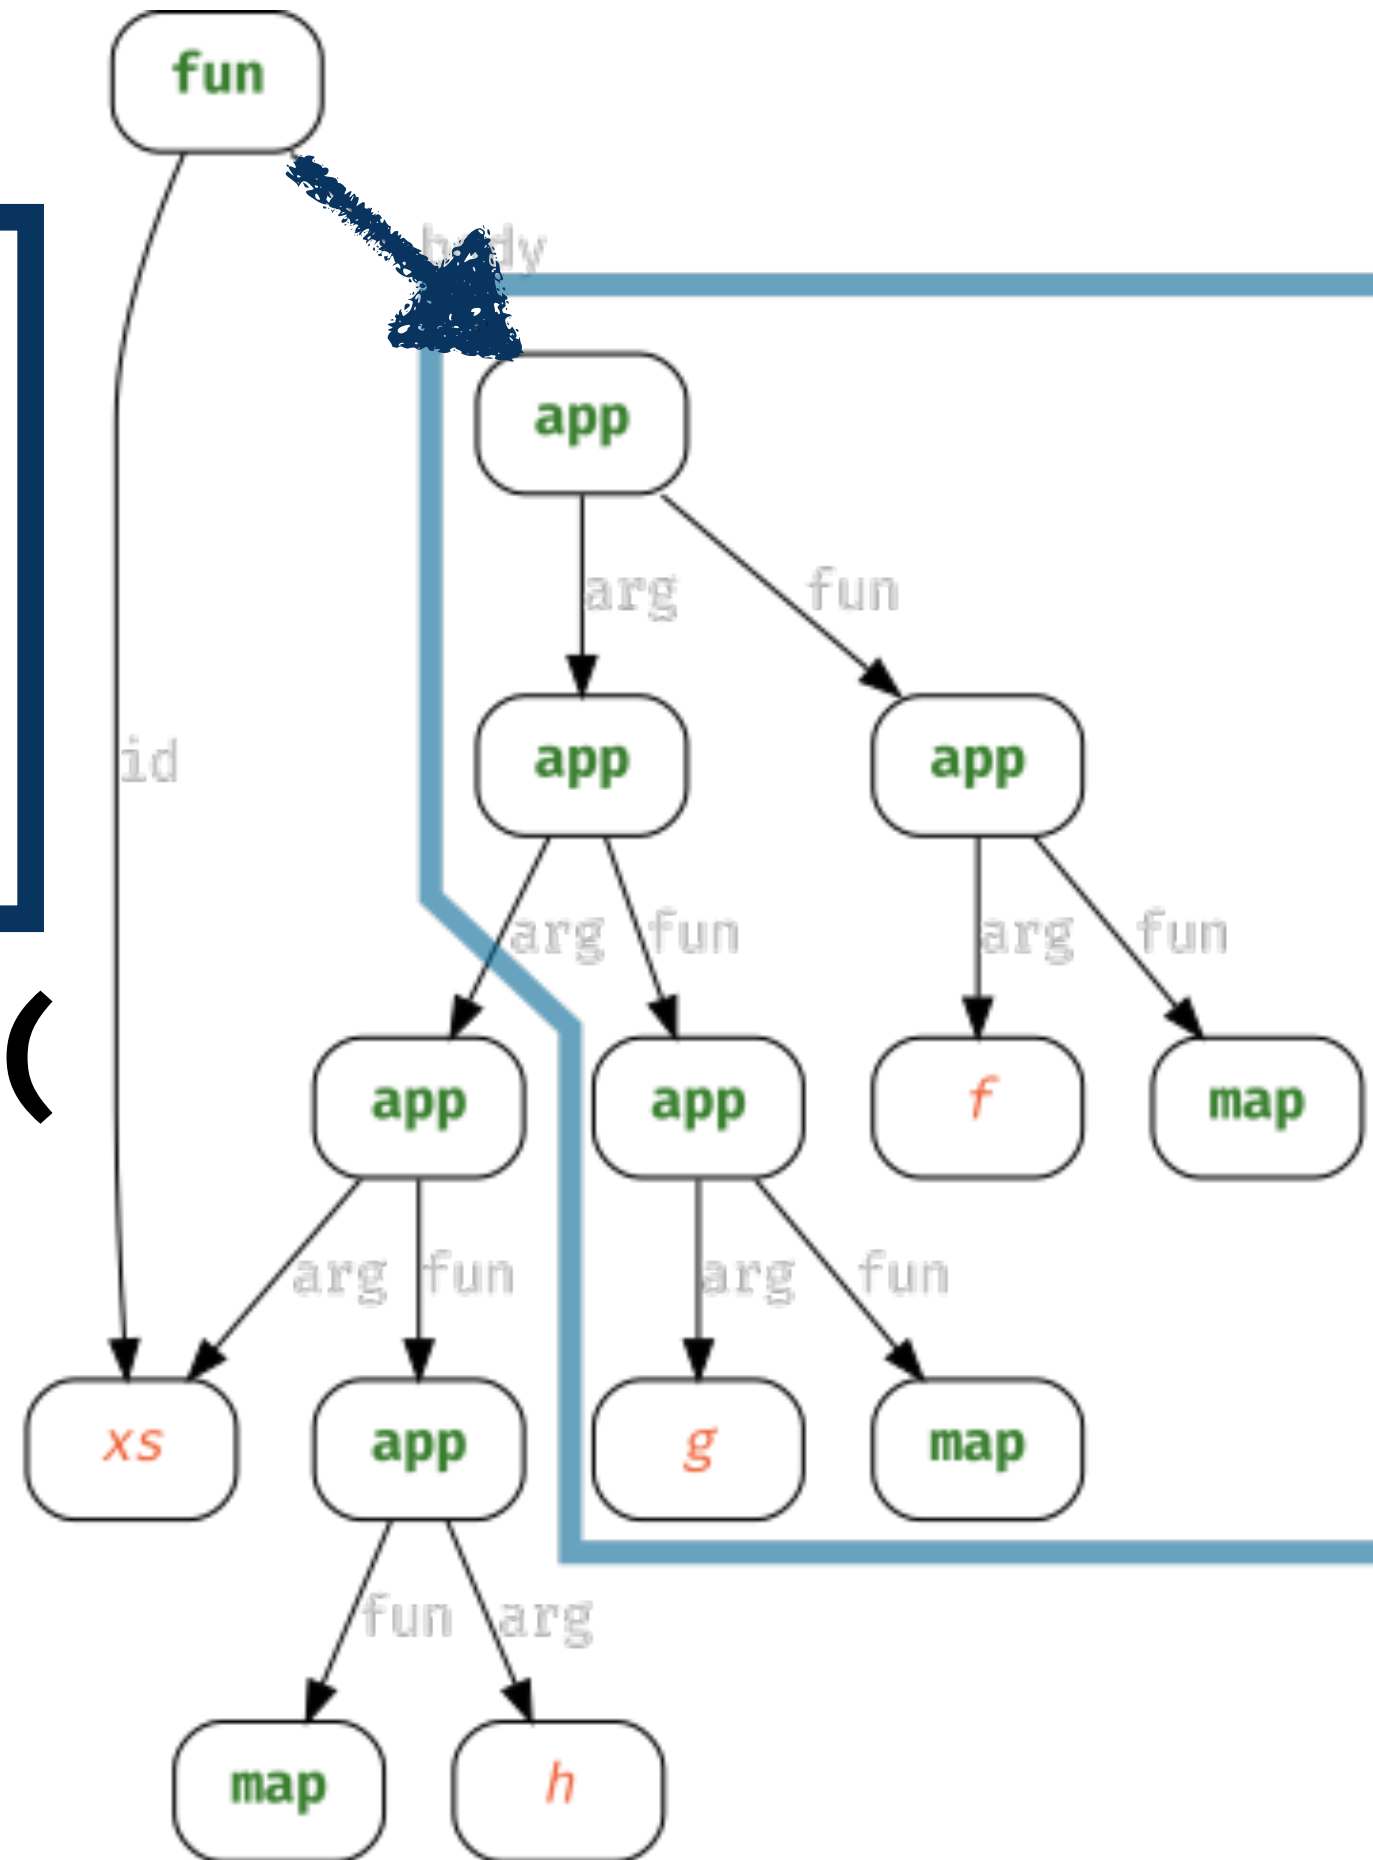 fun
body
app
arg fun
id app app
arg fun arg fun
(
app app f map
arg fun arg fun
xs app g map
fun arg
map h